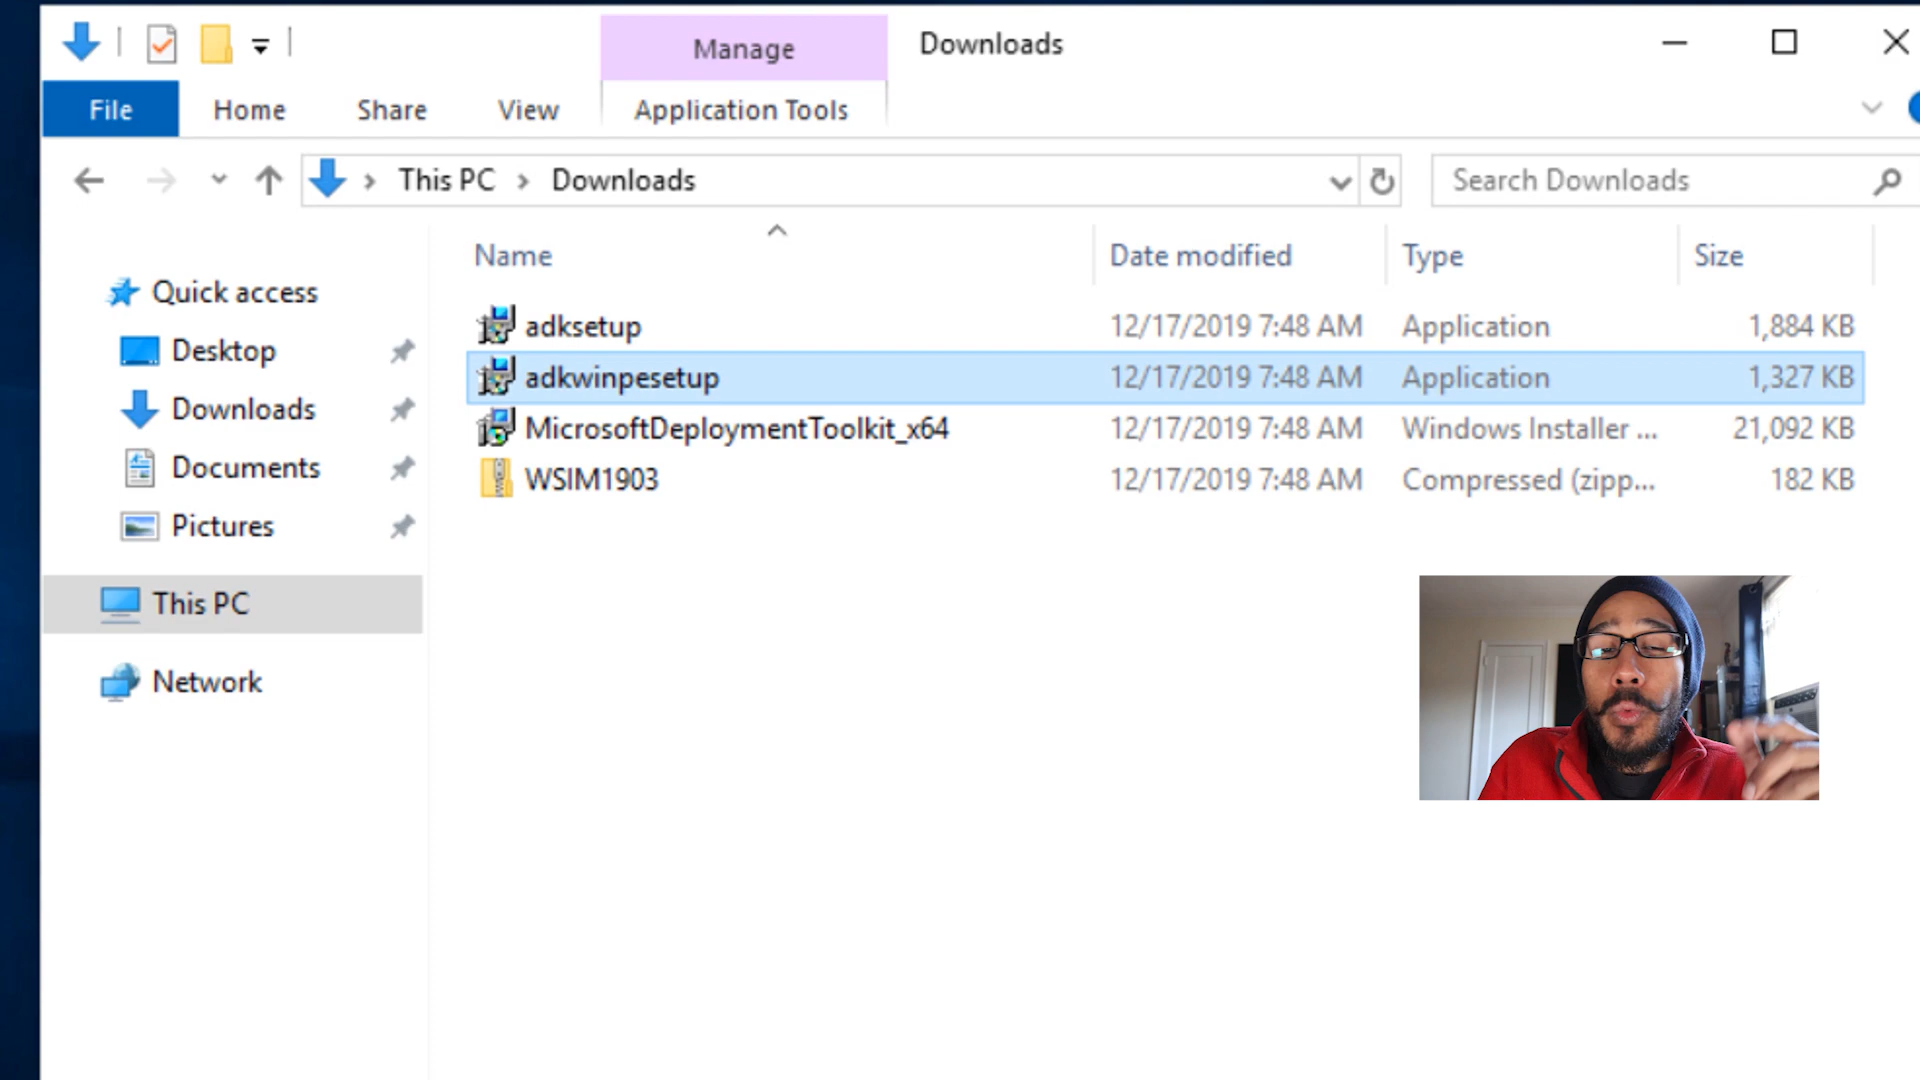 Manage Downloads
File Home Share View Application Tools
This PC Downloads Search Downloads
Name Date modified Type Size
Quick access
Desktop
Downloads
Documents
Pictures
This PC
Network
adksetup 12/17/2019 7:48 AM Application 1,884 KB
adkwinpesetup 12/17/2019 7:48 AM Application 1,327 KB
MicrosoftDeploymentToolkit_x64 12/17/2019 7:48 AM Windows Installer ... 21,092 KB
WSIM1903 12/17/2019 7:48 AM Compressed (zipp... 182 KB